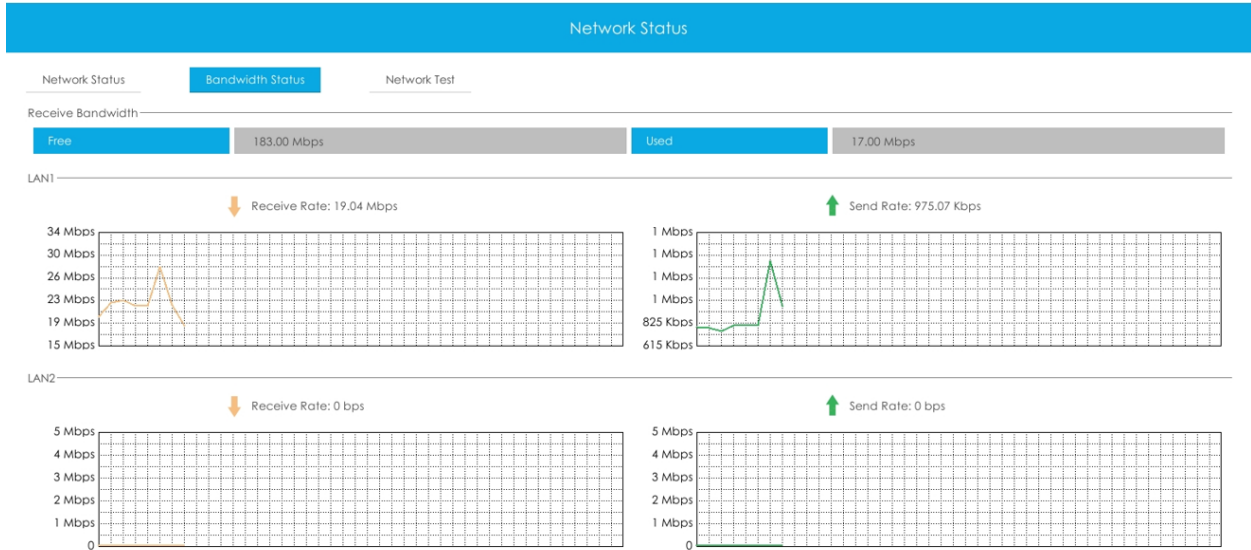 Network Status
Network Status Bandwidth Status Network Test
Receive Bandwidth
Free 183.00 Mbps Used 17.00 Mbps
LAN1
Receive Rate: 19.04 Mbps
34 Mbps
30 Mbps
26 Mbps
23 Mbps
19 Mbps
15 Mbps
Send Rate: 975.07 Kbps
1 Mbps
1 Mbps
1 Mbps
1 Mbps
825 Kbps
615 Kbps
LAN2
Receive Rate: 0 bps
5 Mbps
4 Mbps
3 Mbps
2 Mbps
1 Mbps
0
Send Rate: 0 bps
5 Mbps
4 Mbps
3 Mbps
2 Mbps
1 Mbps
0